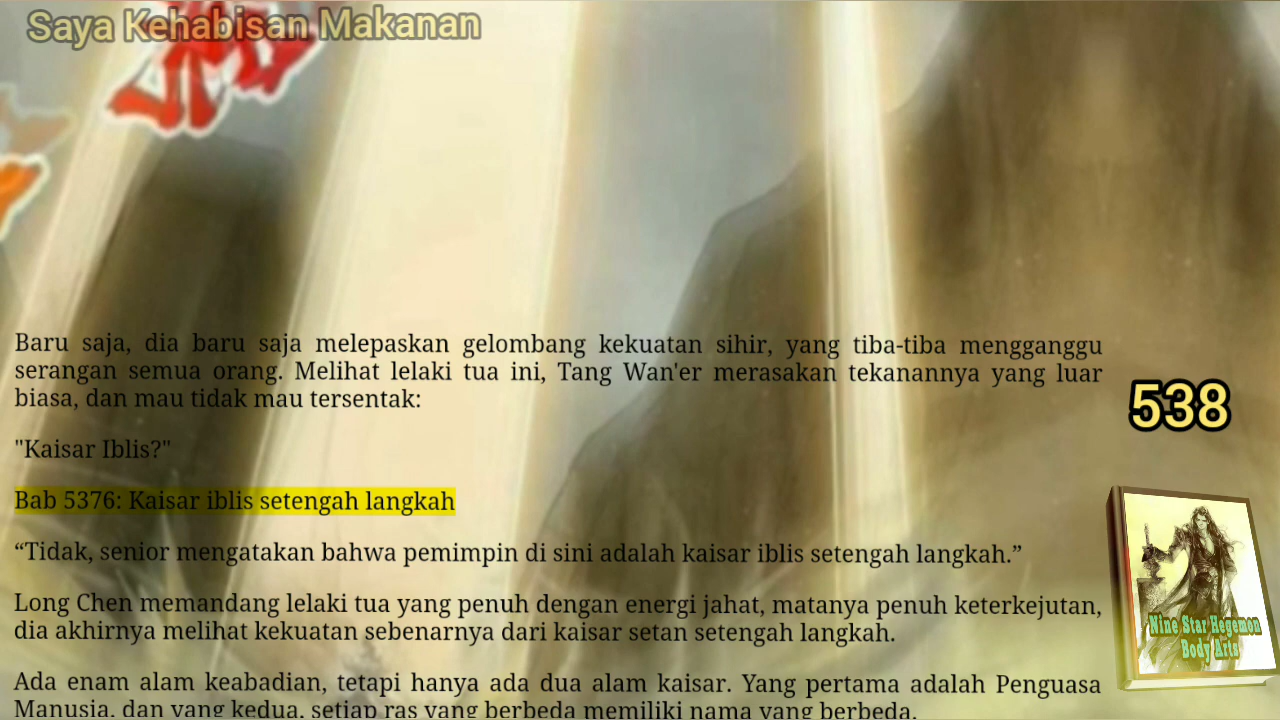 Saya Kehabisan Makanan
Baru saja, dia baru saja melepaskan gelombang kekuatan sihir, yang tiba-tiba mengganggu
serangan semua orang. Melihat lelaki tua ini, Tang Wan'er merasakan tekanannya yang luar
biasa, dan mau tidak mau tersentak:
"Kaisar Iblis?"
Bab 5376: Kaisar iblis setengah langkah
“Tidak, senior mengatakan bahwa pemimpin di sini adalah kaisar iblis setengah langkah.”
Long Chen memandang lelaki tua yang penuh dengan energi jahat, matanya penuh keterkejutan,
dia akhirnya melihat kekuatan sebenarnya dari kaisar setan setengah langkah.
Ada enam alam keabadian, tetapi hanya ada dua alam kaisar. Yang pertama adalah Penguasa
Manusia, dan yang kedua, setiap ras yang berbeda memiliki nama yang berbeda.
538
Nine Star Hegemon
Body Arts